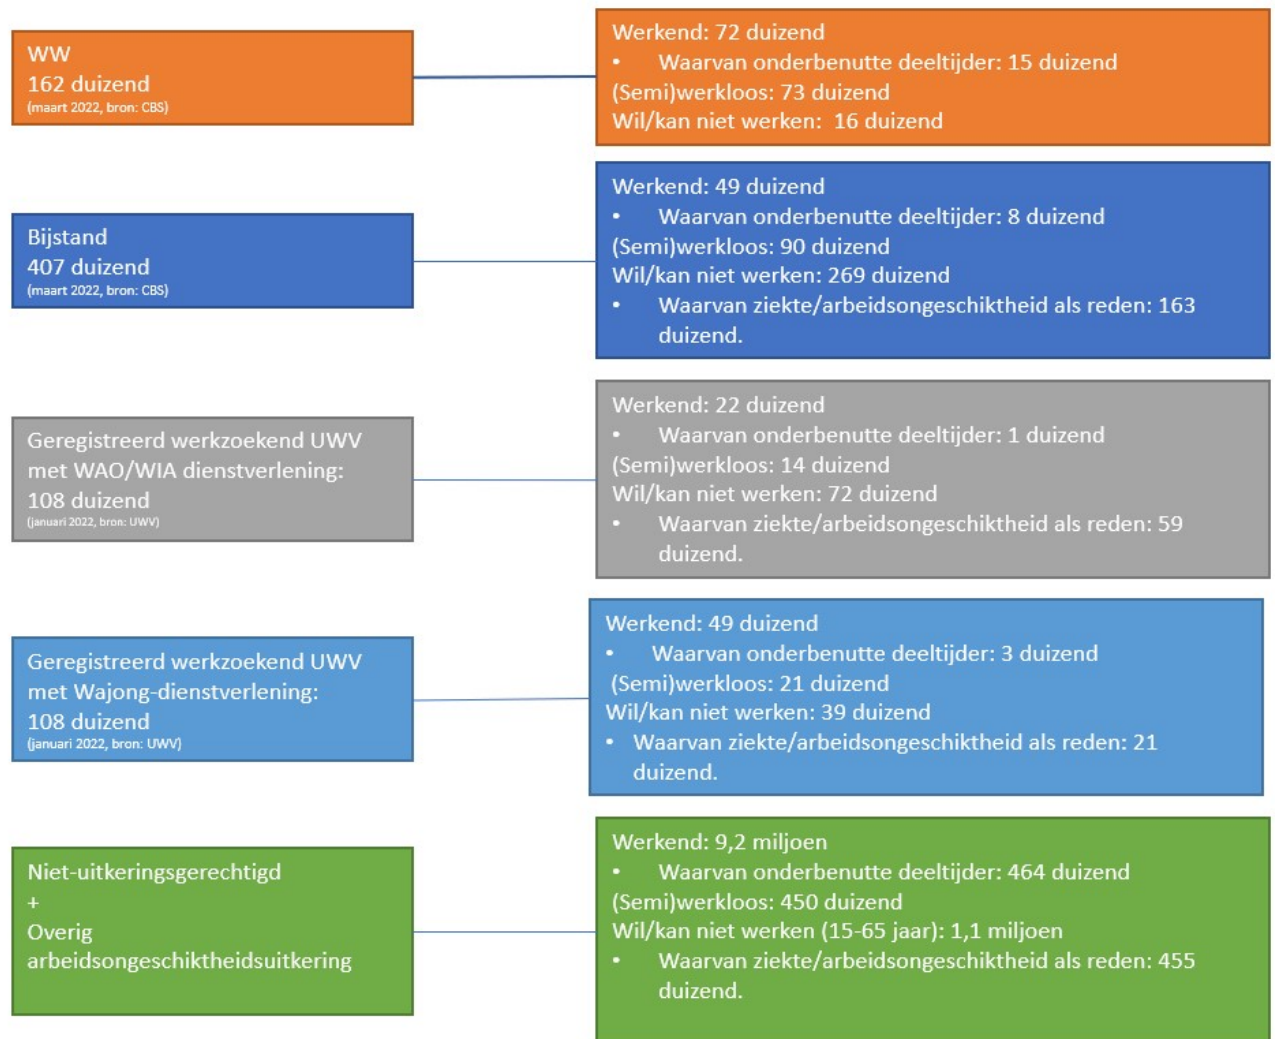 WW
162 duizend
(maart 2022, bron: CBS)
Werkend: 72 duizend
• Waarvan onderbenutte deeltijder: 15 duizend
(Semi)werkloos: 73 duizend
Wil/kan niet werken: 16 duizend
Bijstand
407 duizend
(maart 2022, bron: CBS)
Werkend: 49 duizend
• Waarvan onderbenutte deeltijder: 8 duizend
(Semi)werkloos: 90 duizend
Wil/kan niet werken: 269 duizend
• Waarvan ziekte/arbeidsongeschiktheid als reden: 163
duizend.
Geregistreerd werkzoekend UWV
met WAO/WIA dienstverlening:
108 duizend
(januari 2022, bron: UWV)
Werkend: 22 duizend
• Waarvan onderbenutte deeltijder: 1 duizend
(Semi)werkloos: 14 duizend
Wil/kan niet werken: 72 duizend
• Waarvan ziekte/arbeidsongeschiktheid als reden: 59
duizend.
Geregistreerd werkzoekend UWV
met Wajong-dienstverlening:
108 duizend
(januari 2022, bron: UWV)
Werkend: 49 duizend
• Waarvan onderbenutte deeltijder: 3 duizend
(Semi)werkloos: 21 duizend
Wil/kan niet werken: 39 duizend
• Waarvan ziekte/arbeidsongeschiktheid als reden: 21
duizend.
Niet-uitkeringsgerechtigd
+
Overig
arbeidsongeschiktheidsuitkering
Werkend: 9,2 miljoen
• Waarvan onderbenutte deeltijder: 464 duizend
(Semi)werkloos: 450 duizend
Wil/kan niet werken (15-65 jaar): 1,1 miljoen
• Waarvan ziekte/arbeidsongeschiktheid als reden: 455
duizend.